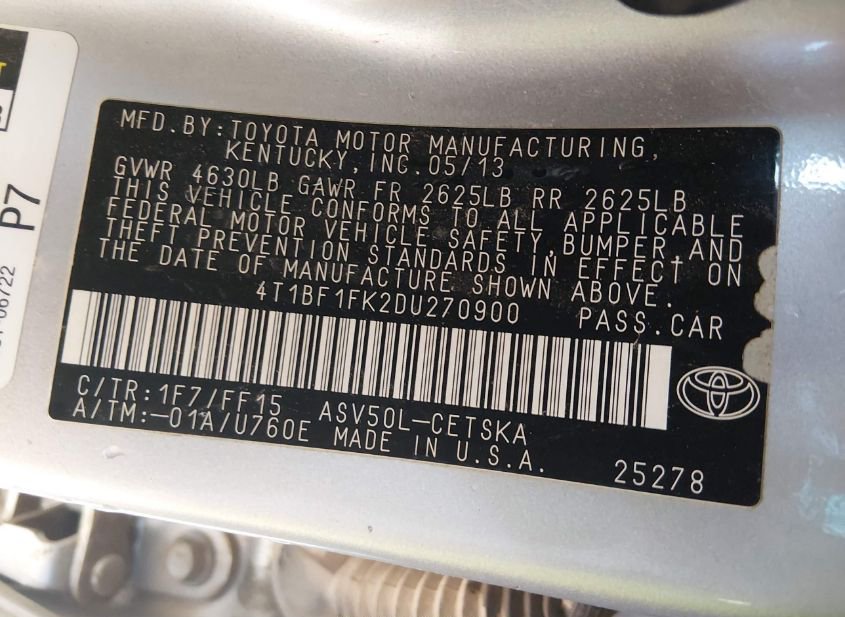 P7
MFD.BY:TOYOTA MOTOR MANUFACTURING,
KENTUCKY,INC.05/13
GVWR 4630LB GAWR FR 2625LB RR 2625LB
THIS VEHICLE CONFORMS TO ALL APPLICABLE
FEDERAL MOTOR VEHICLE SAFETY,BUMPER,AND
THEFT PREVENTION STANDARDS IN EFFECT ON
THE DATE OF MANUFACTURE SHOWN ABOVE.
4T1BF1FK2DU270900 PASS.CAR
C/TR:1F7/FF15 ASV50L-CETSKA
A/TM:-01A/U760E MADE IN U.S.A.
25278